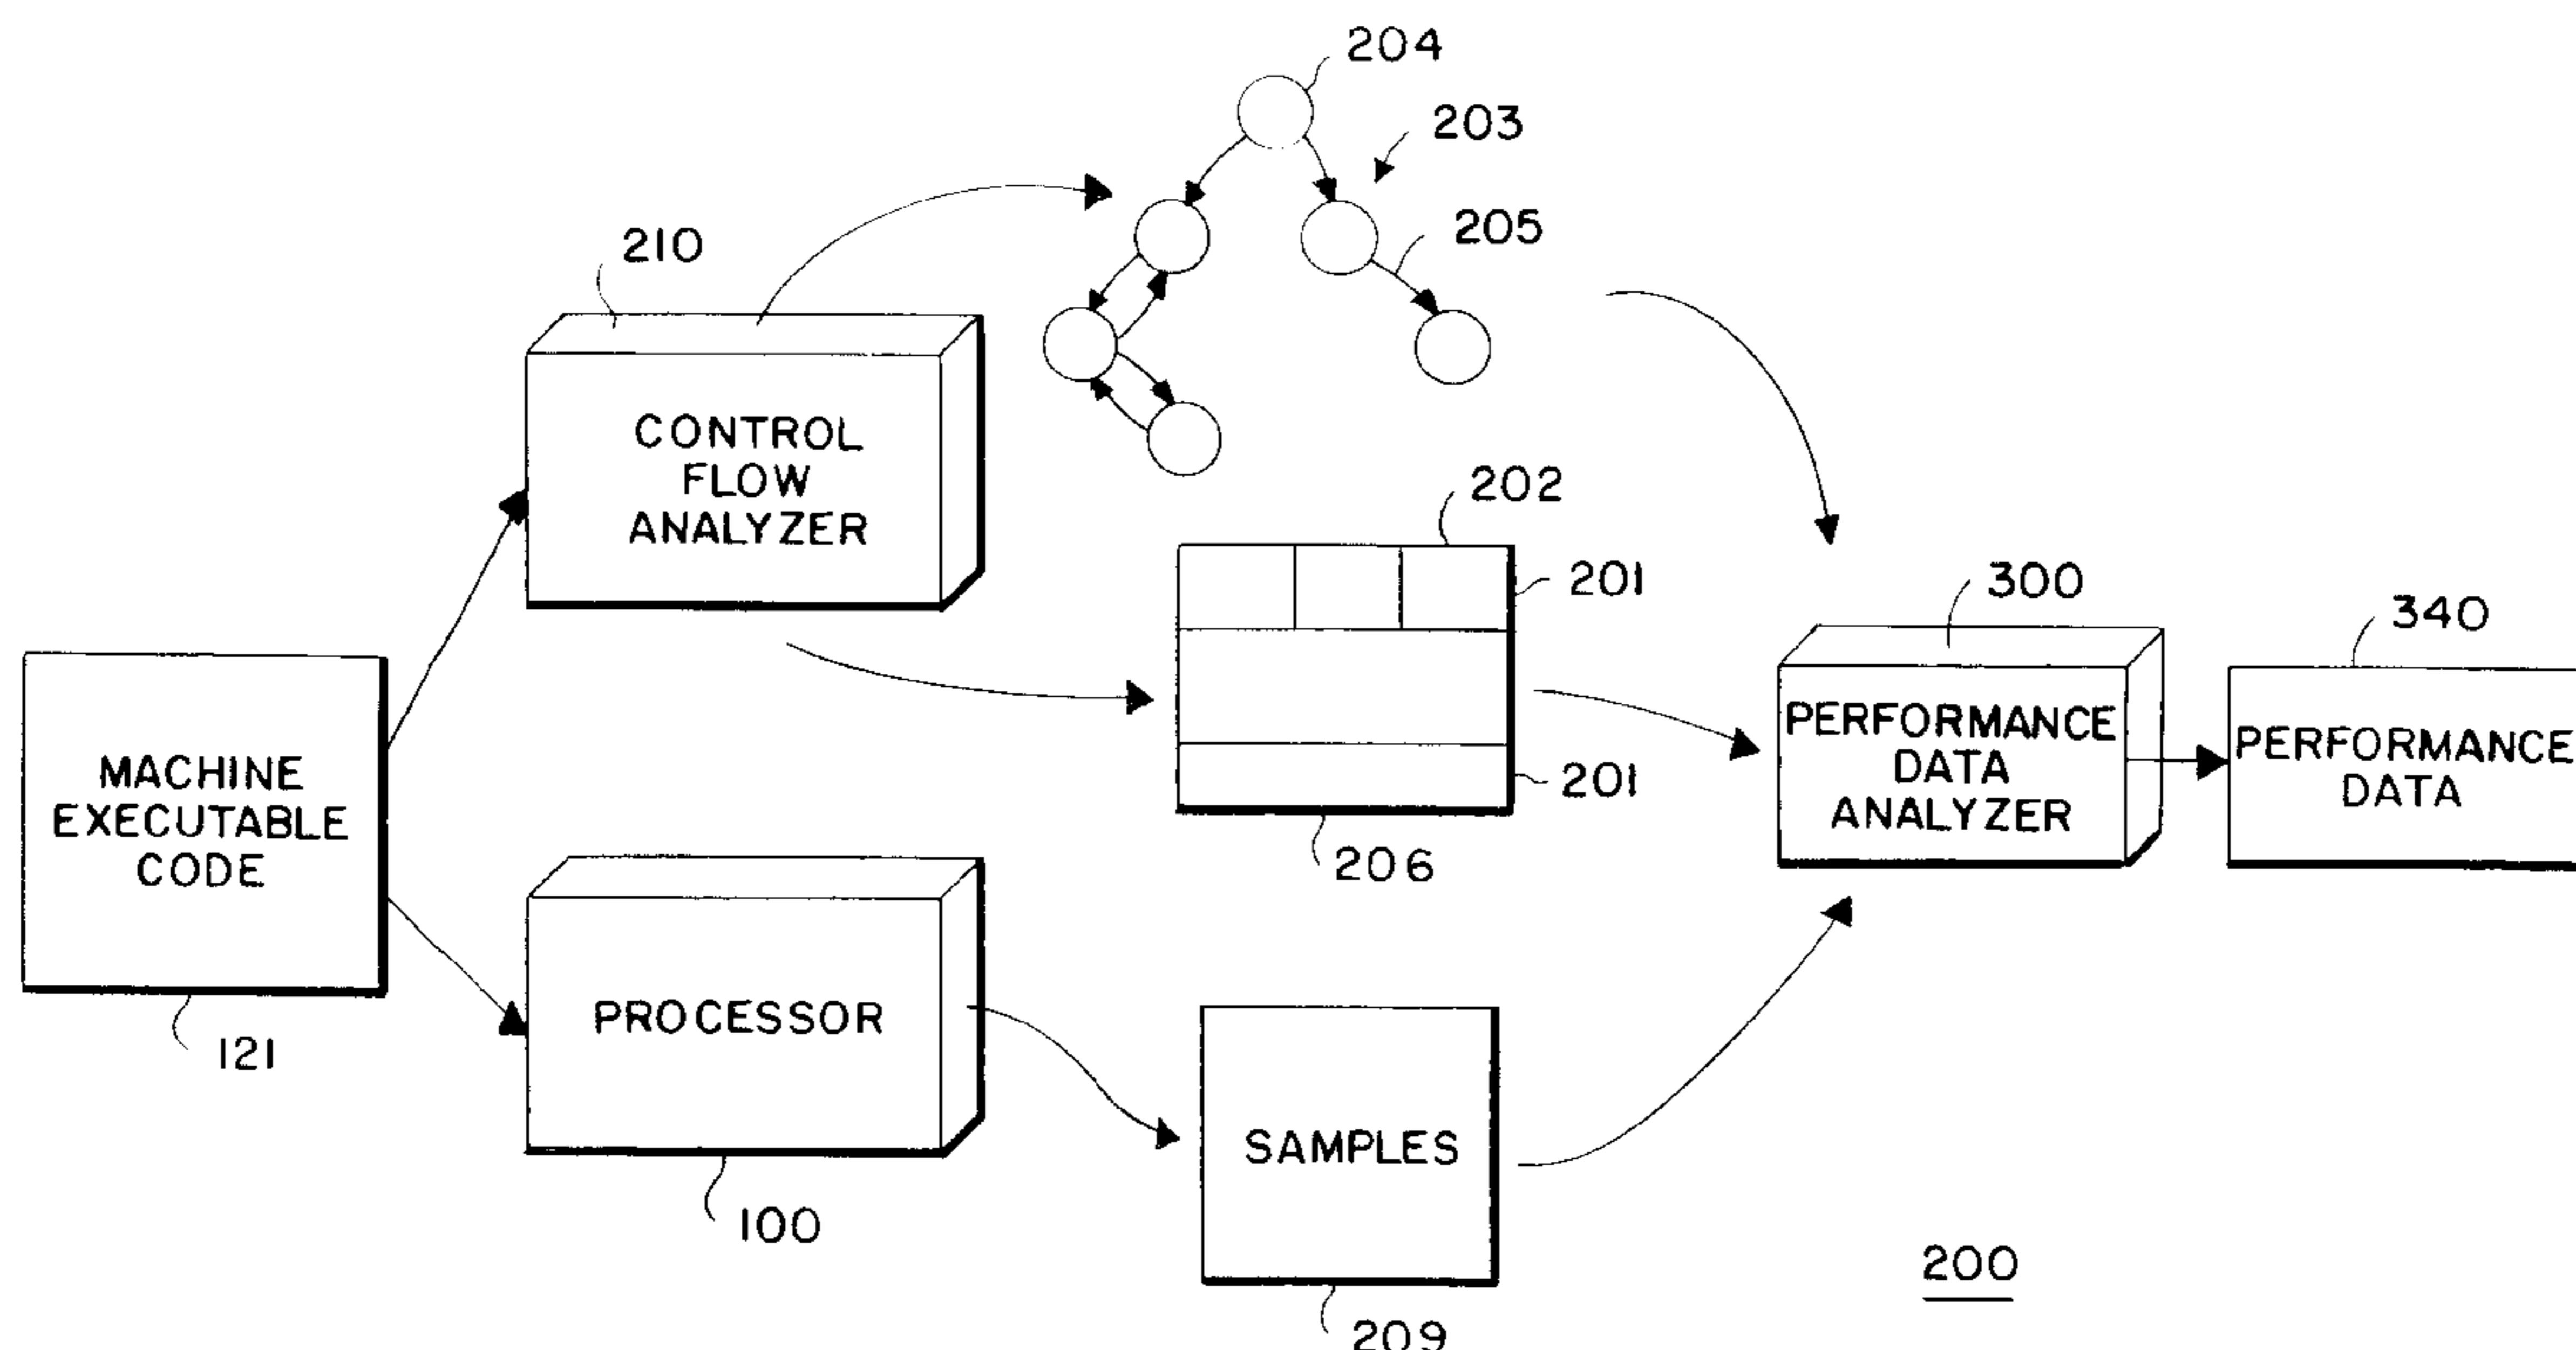 204
203
205
210
CONTROL
FLOW
ANALYZER
202
201
201
206
MACHINE
EXECUTABLE
CODE
121
PROCESSOR
100
SAMPLES
209
300
PERFORMANCE
DATA
ANALYZER
340
PERFORMANCE
DATA
200